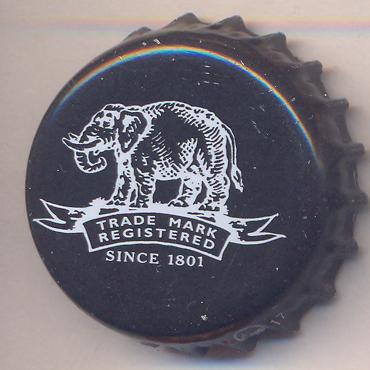 TRADE MARK
REGISTERED
SINCE 1801